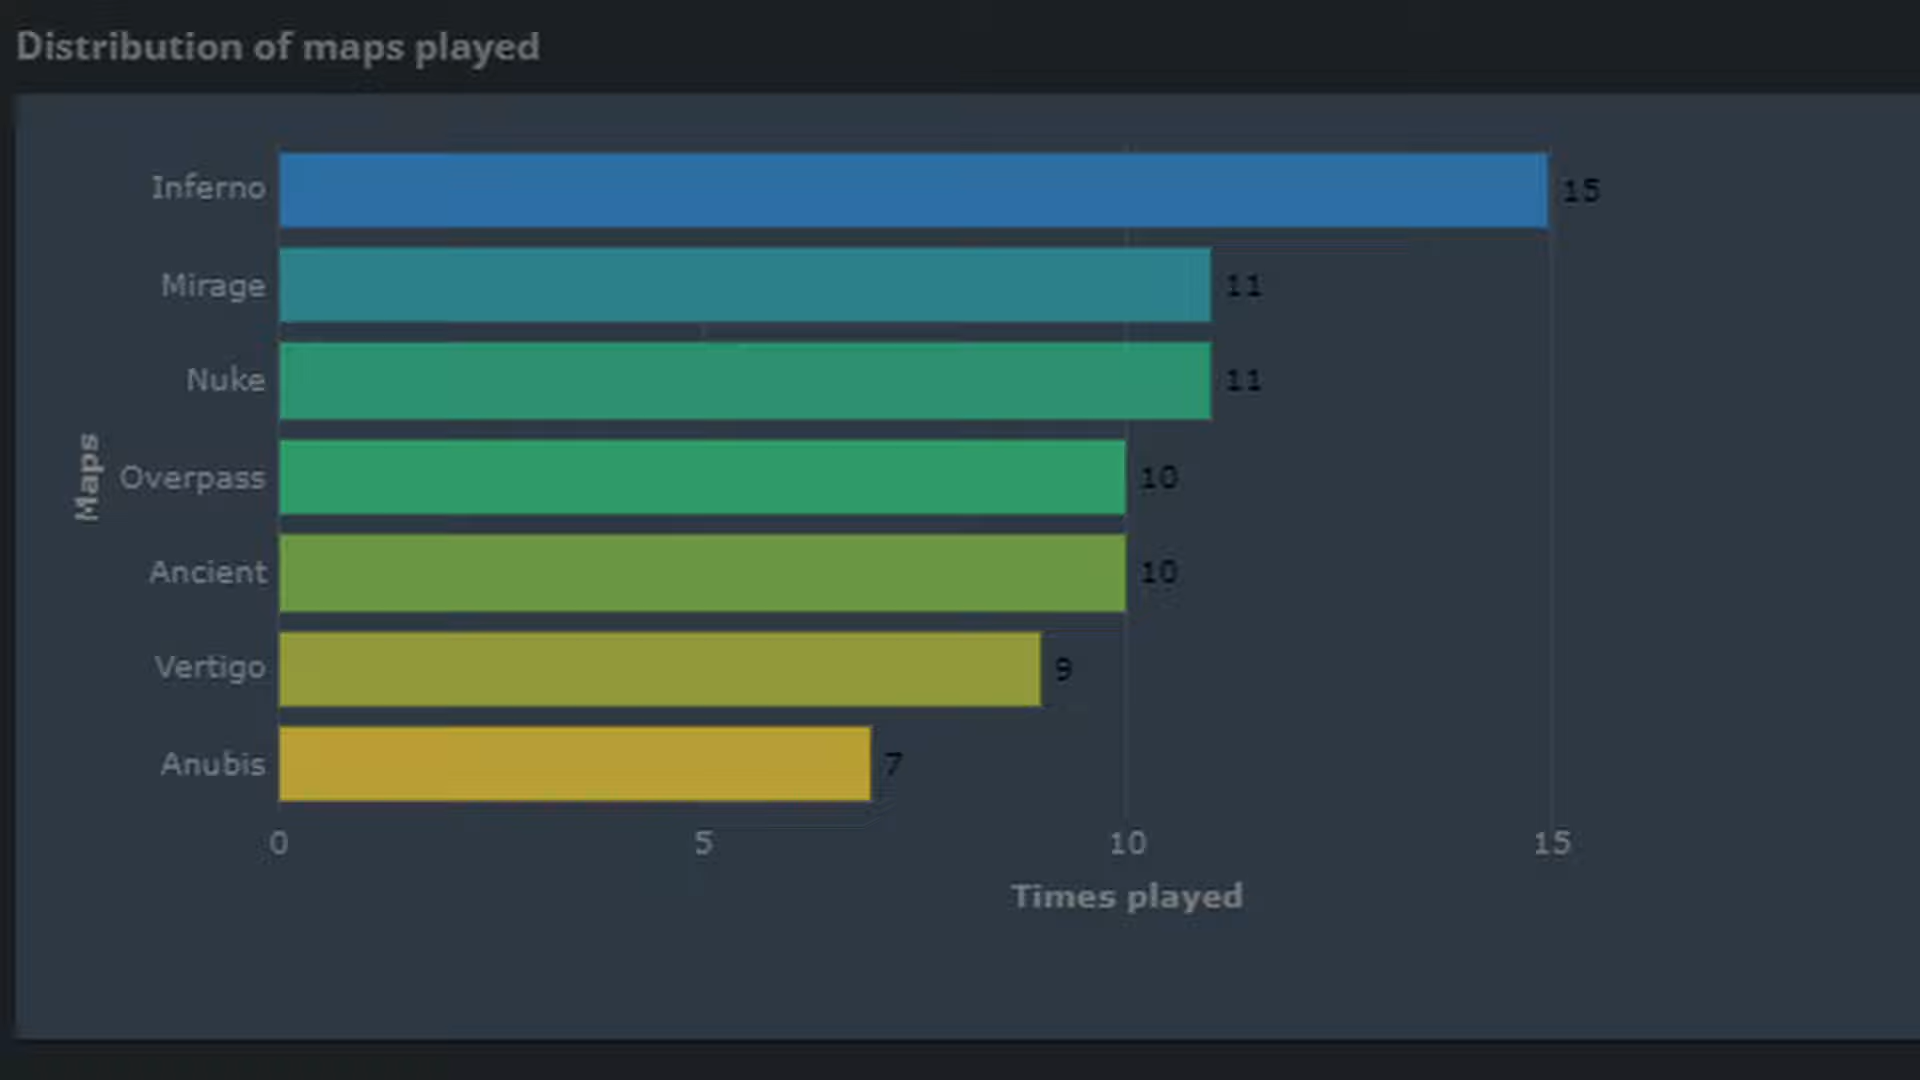 Distribution of maps played
Inferno 15
Mirage 11
Nuke 11
Overpass 10
Ancient 10
Vertigo 9
Anubis 7
Maps
0 5 10 15
Times played